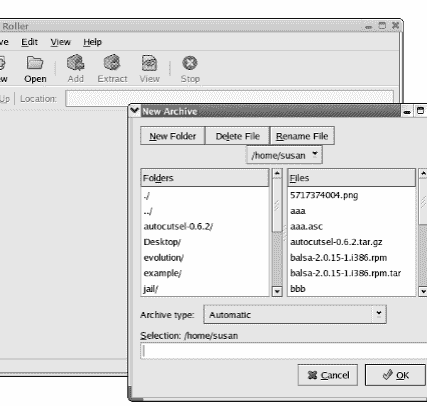 Roller
ve Edit View Help
ew Open Add Extract View Stop
Up Location:
New Archive
New Folder Delete File Rename File
/home/susan
Folders
./
../
autocutsel-0.6.2/
Desktop/
evolution/
example/
jail/
Files
5717374004.png
aaa
aaa.asc
autocutsel-0.6.2.tar.gz
balsa-2.0.15-1.i386.rpm
balsa-2.0.15-1.i386.rpm.tar
bbb
Archive type: Automatic
Selection: /home/susan
Cancel OK